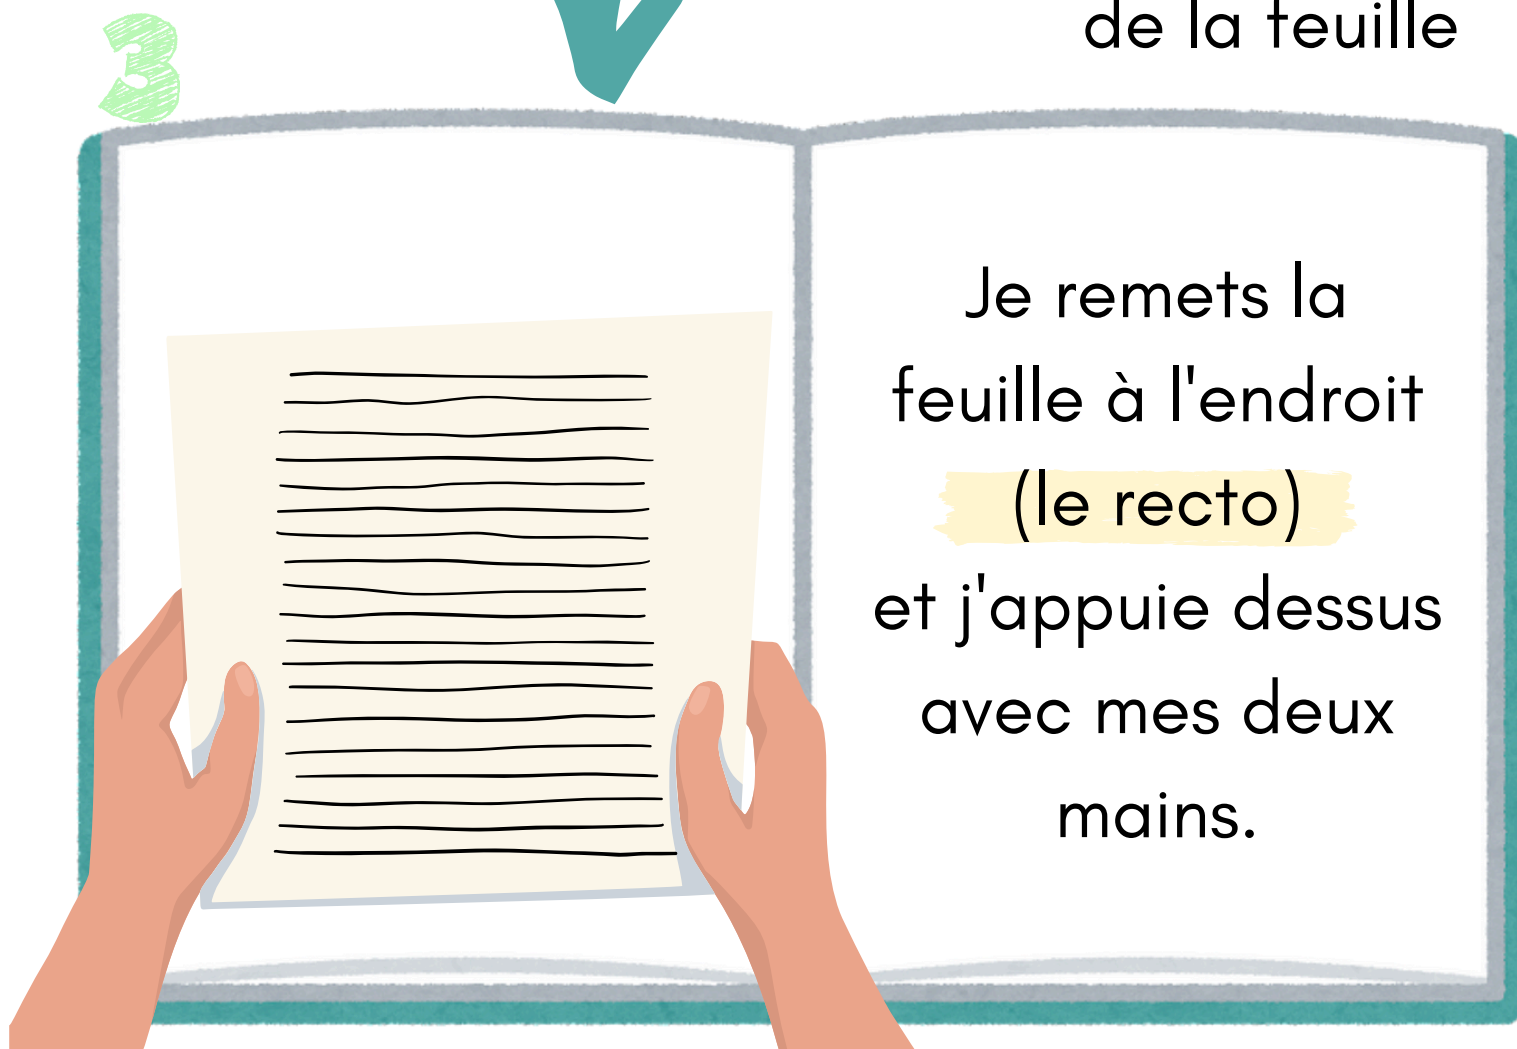 3
de la feuille
Je remets la
feuille à l'endroit
(le recto)
et j'appuie dessus
avec mes deux
mains.